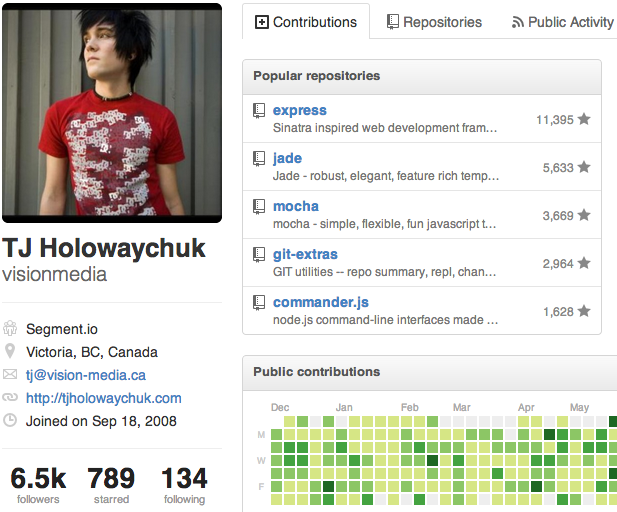 TJ Holowaychuk
visionmedia
Segment.io
Victoria, BC, Canada
tj@vision-media.ca
http://tjholowaychuk.com
Joined on Sep 18, 2008
6.5k 789 134
followers starred following
Contributions Repositories Public Activity
Popular repositories
express
Sinatra inspired web development fram…
11,395
jade
Jade - robust, elegant, feature rich temp…
5,633
mocha
mocha - simple, flexible, fun javascript t…
3,669
git-extras
GIT utilities -- repo summary, repl, chan…
2,964
commander.js
node.js command-line interfaces made …
1,628
Public contributions
Dec Jan Feb Mar Apr May
M
W
F